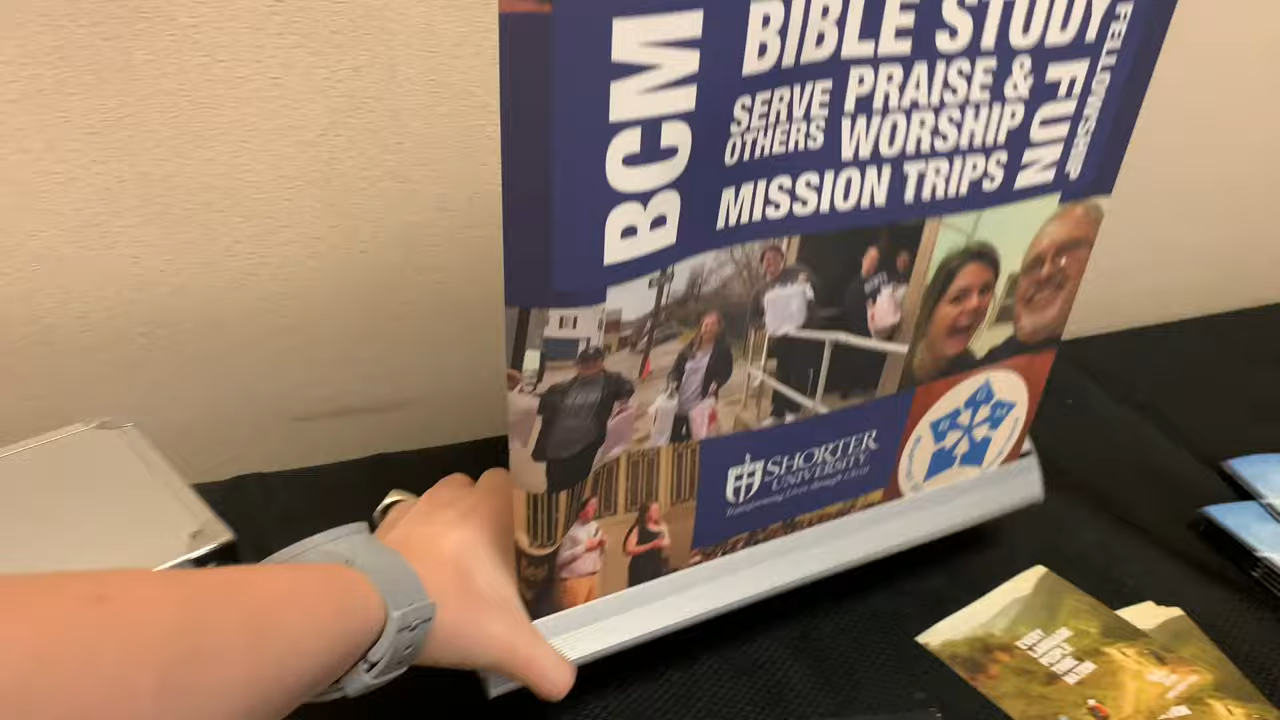 BCM
BIBLE STUDY
SERVE
OTHERS
PRAISE &
WORSHIP
MISSION TRIPS
FUN
FELLOWSHIP
SHORTER
UNIVERSITY
Transforming Lives through Christ